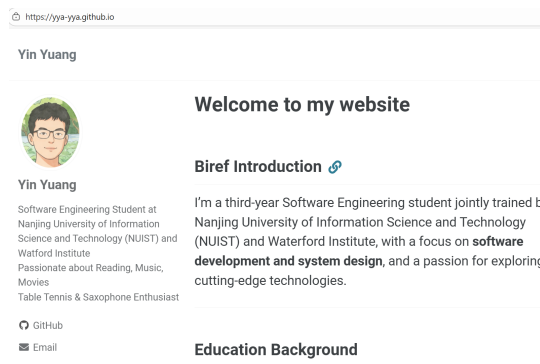 https://yya-yya.github.io
Yin Yuang
Yin Yuang
Software Engineering Student at
Nanjing University of Information
Science and Technology (NUIST) and
Watford Institute
Passionate about Reading, Music,
Movies
Table Tennis & Saxophone Enthusiast
GitHub
Email
Welcome to my website
Biref Introduction
I'm a third-year Software Engineering student jointly trained b
Nanjing University of Information Science and Technology
(NUIST) and Waterford Institute, with a focus on software
development and system design, and a passion for exploring
cutting-edge technologies.
Education Background